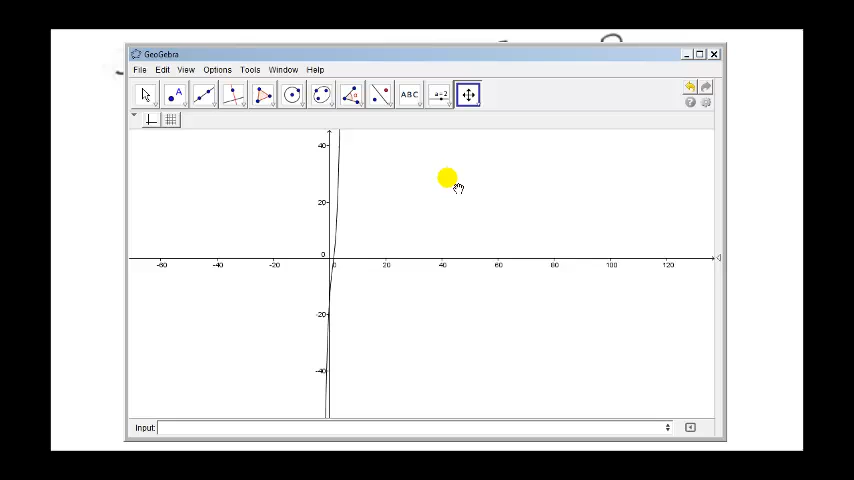 GeoGebra
File Edit View Options Tools Window Help
A
ABC
a=2
40
20
0
-60 -40 -20 0 20 40 60 80 100 120
-20
-40
Input: